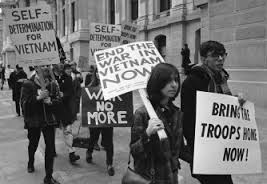 SELF-
DETERMINATION
FOR
VIETNAM
SELF-
DETERMINATION
FOR
VIETNAM
END THE
WAR IN
VIETNAM
NOW
WAR
NO MORE
BRING THE
TROOPS HOME
NOW!